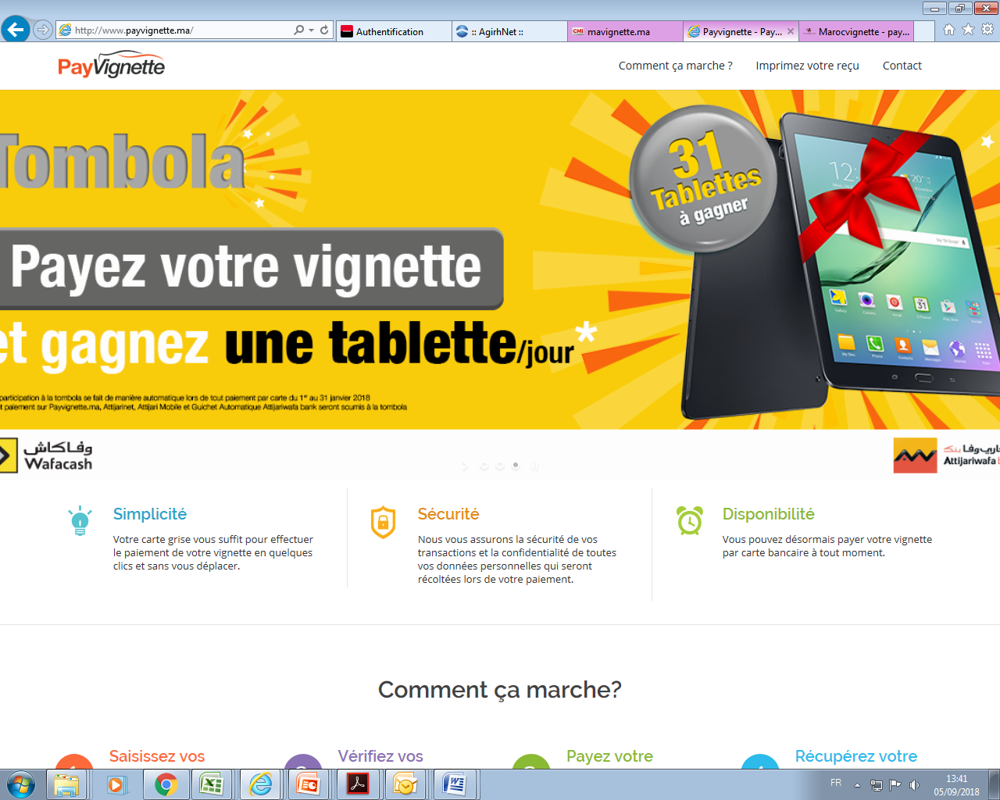 http://www.payvignette.ma/
Authentification
:: AgirhNet ::
CMI mavignette.ma
Payvignette - Pay...
Marocvignette - pay...
PayVignette
Comment ça marche ?
Imprimez votre reçu
Contact
Tombola
31
Tablettes
à gagner
Payez votre vignette
et gagnez une tablette/jour*
participation à la tombola se fait de manière automatique lors de tout paiement par carte du 1er au 31 janvier 2018
t paiement sur Payvignette.ma, Attijarinet, Attijari Mobile et Guichet Automatique Attijariwafa bank seront soumis à la tombola
وفاكاش
Wafacash
اريوفا بنك
Attijariwafa b
Simplicité
Votre carte grise vous suffit pour effectuer
le paiement de votre vignette en quelques
clics et sans vous déplacer.
Sécurité
Nous vous assurons la sécurité de vos
transactions et la confidentialité de toutes
vos données personnelles qui seront
récoltées lors de votre paiement.
Disponibilité
Vous pouvez désormais payer votre vignette
par carte bancaire à tout moment.
Comment ça marche?
Saisissez vos
Vérifiez vos
Payez votre
Récupérez votre
FR
13:41
05/09/2018